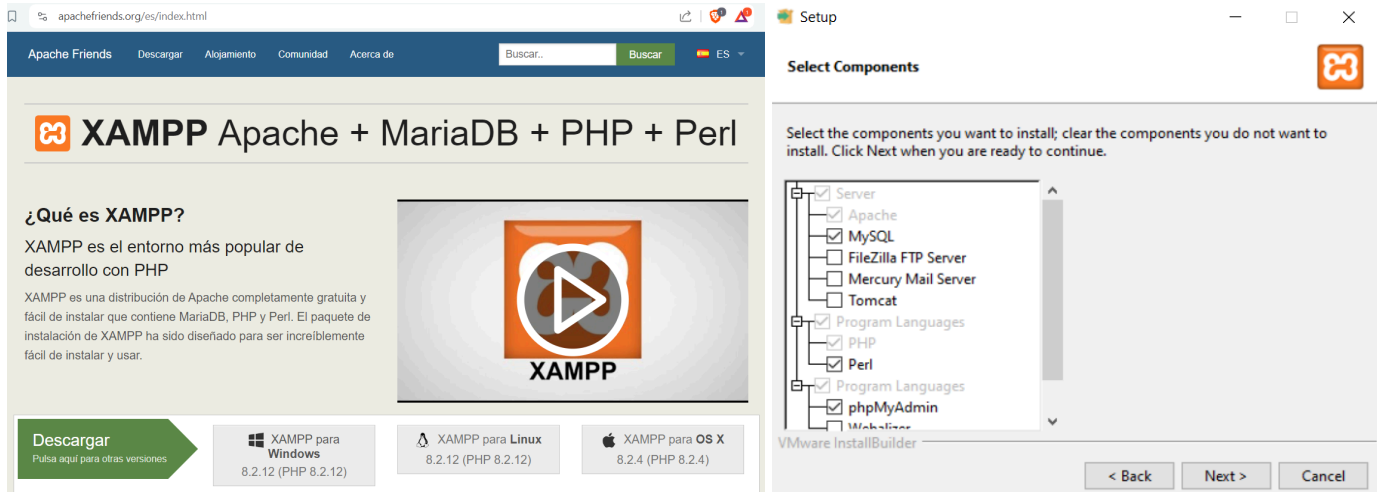 apachefriends.org/es/index.html
Apache Friends Descargar Alojamiento Comunidad Acerca de Buscar.. Buscar ES
XAMPP Apache + MariaDB + PHP + Perl
¿Qué es XAMPP?
XAMPP es el entorno más popular de
desarrollo con PHP
XAMPP es una distribución de Apache completamente gratuita y
fácil de instalar que contiene MariaDB, PHP y Perl. El paquete de
instalación de XAMPP ha sido diseñado para ser increíblemente
fácil de instalar y usar.
XAMPP
Descargar
Pulsa aquí para otras versiones
XAMPP para
Windows
8.2.12 (PHP 8.2.12)
XAMPP para Linux
8.2.12 (PHP 8.2.12)
XAMPP para OS X
8.2.4 (PHP 8.2.4)
Setup
Select Components
Select the components you want to install; clear the components you do not want to
install. Click Next when you are ready to continue.
Server
Apache
MySQL
FileZilla FTP Server
Mercury Mail Server
Tomcat
Program Languages
PHP
Perl
Program Languages
phpMyAdmin
Webalizer
VMware InstallBuilder
< Back Next > Cancel